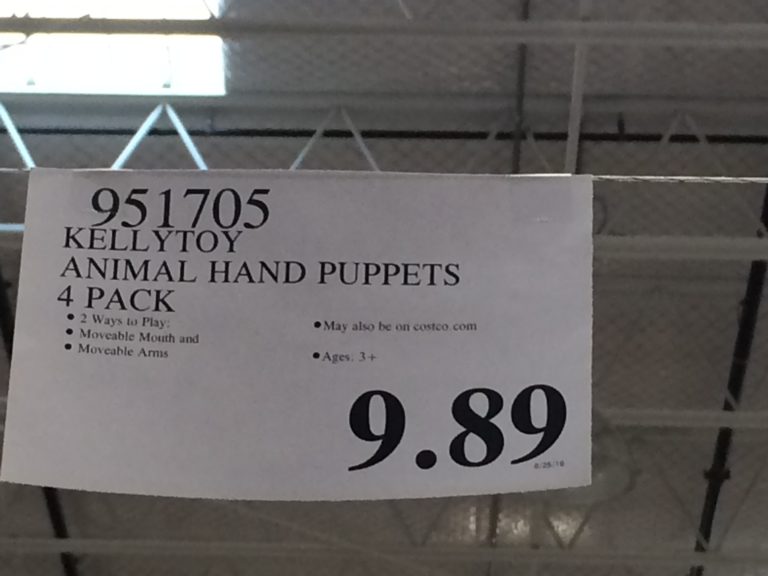 951705
KELLYTOY
ANIMAL HAND PUPPETS
4 PACK
• 2 Ways to Play:
• Moveable Mouth and
• Moveable Arms
• May also be on costco.com
• Ages: 3+
9.89